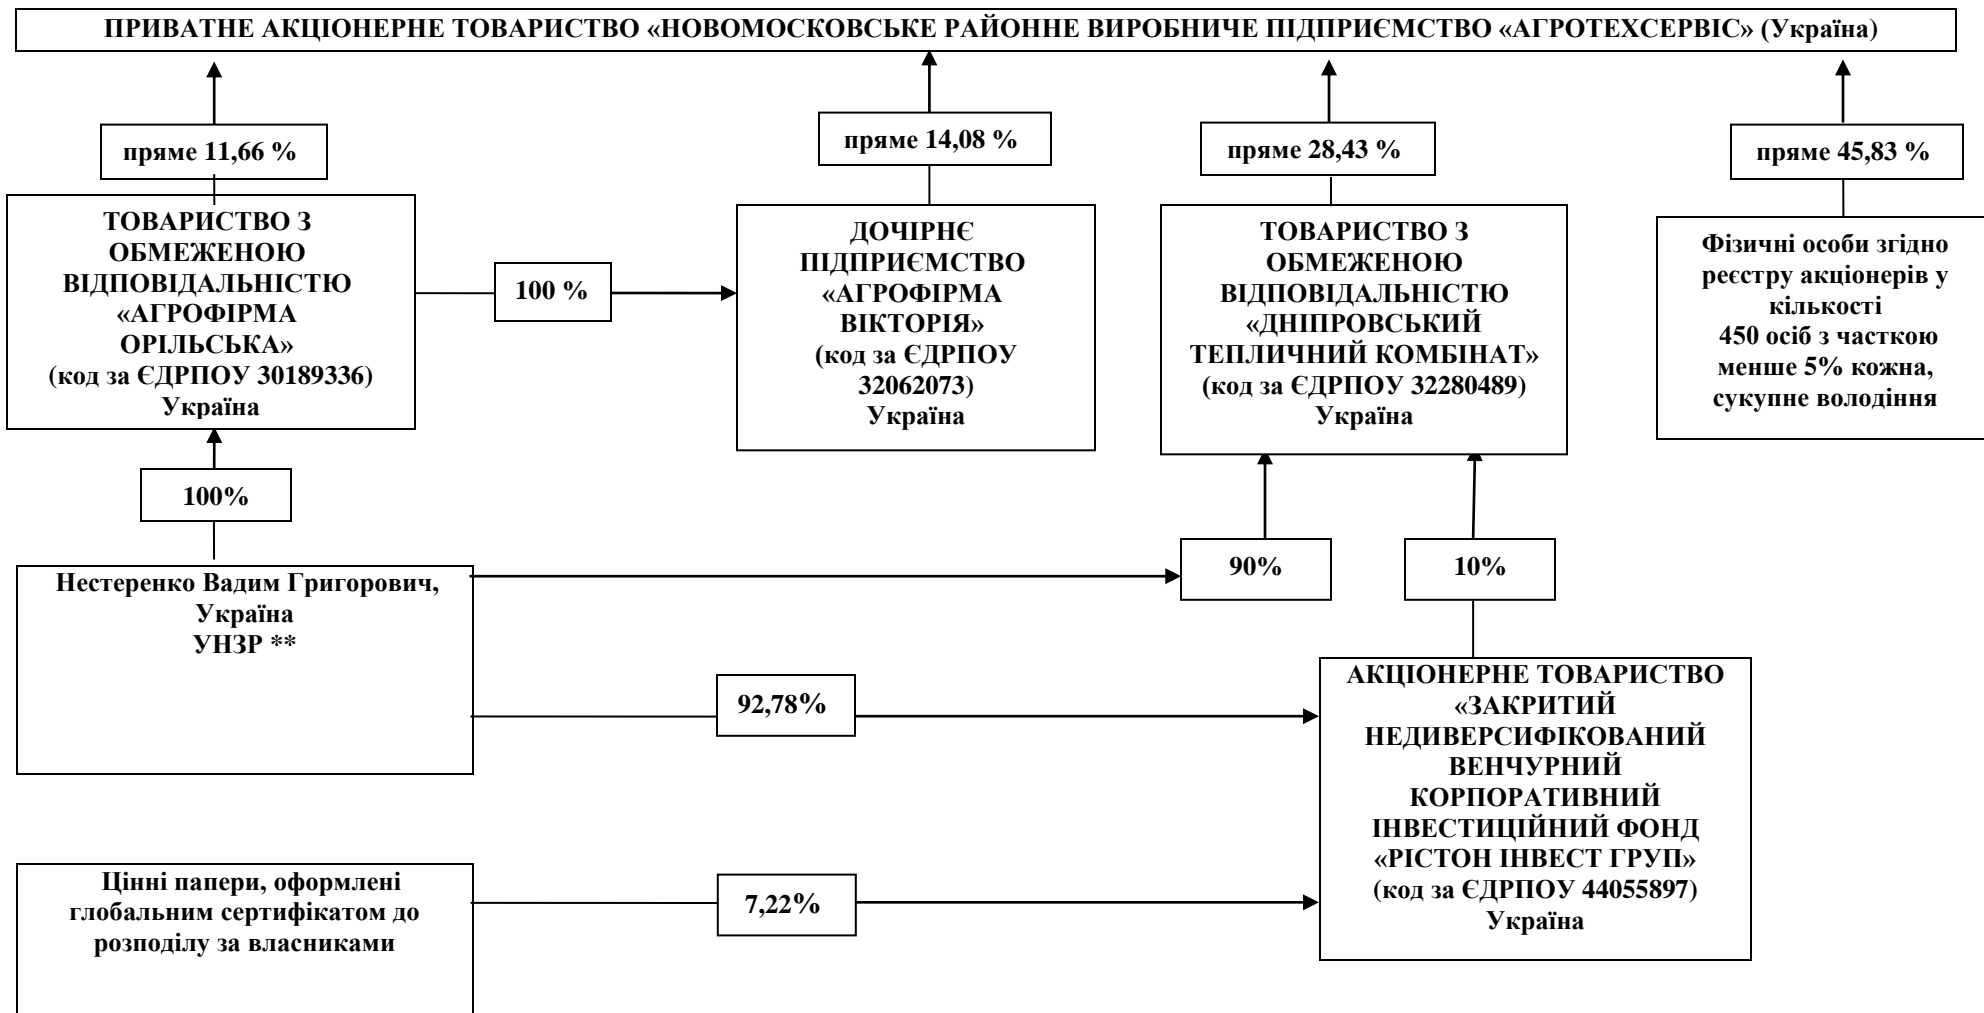 ПРИВАТНЕ АКЦІОНЕРНЕ ТОВАРИСТВО «НОВОМОСКОВСЬКЕ РАЙОННЕ ВИРОБНИЧЕ ПІДПРИЄМСТВО «АГРОТЕХСЕРВІС» (Україна)
пряме 11,66 %
пряме 14,08 %
пряме 28,43 %
пряме 45,83 %
ТОВАРИСТВО З
ОБМЕЖЕНОЮ
ВІДПОВІДАЛЬНІСТЮ
«АГРОФІРМА
ОРІЛЬСЬКА»
(код за ЄДРПОУ 30189336)
Україна
100 %
ДОЧІРНЄ
ПІДПРИЄМСТВО
«АГРОФІРМА
ВІКТОРІЯ»
(код за ЄДРПОУ
32062073)
Україна
ТОВАРИСТВО З
ОБМЕЖЕНОЮ
ВІДПОВІДАЛЬНІСТЮ
«ДНІПРОВСЬКИЙ
ТЕПЛИЧНИЙ КОМБІНАТ»
(код за ЄДРПОУ 32280489)
Україна
Фізичні особи згідно
реєстру акціонерів у
кількості
450 осіб з часткою
менше 5% кожна,
сукупне володіння
100%
Нестеренко Вадим Григорович,
Україна
УНЗР **
90%
10%
92,78%
АКЦІОНЕРНЕ ТОВАРИСТВО
«ЗАКРИТИЙ
НЕДИВЕРСИФІКОВАНИЙ
ВЕНЧУРНИЙ
КОРПОРАТИВНИЙ
ІНВЕСТИЦІЙНИЙ ФОНД
«РІСТОН ІНВЕСТ ГРУП»
(код за ЄДРПОУ 44055897)
Україна
Цінні папери, оформлені
глобальним сертифікатом до
розподілу за власниками
7,22%